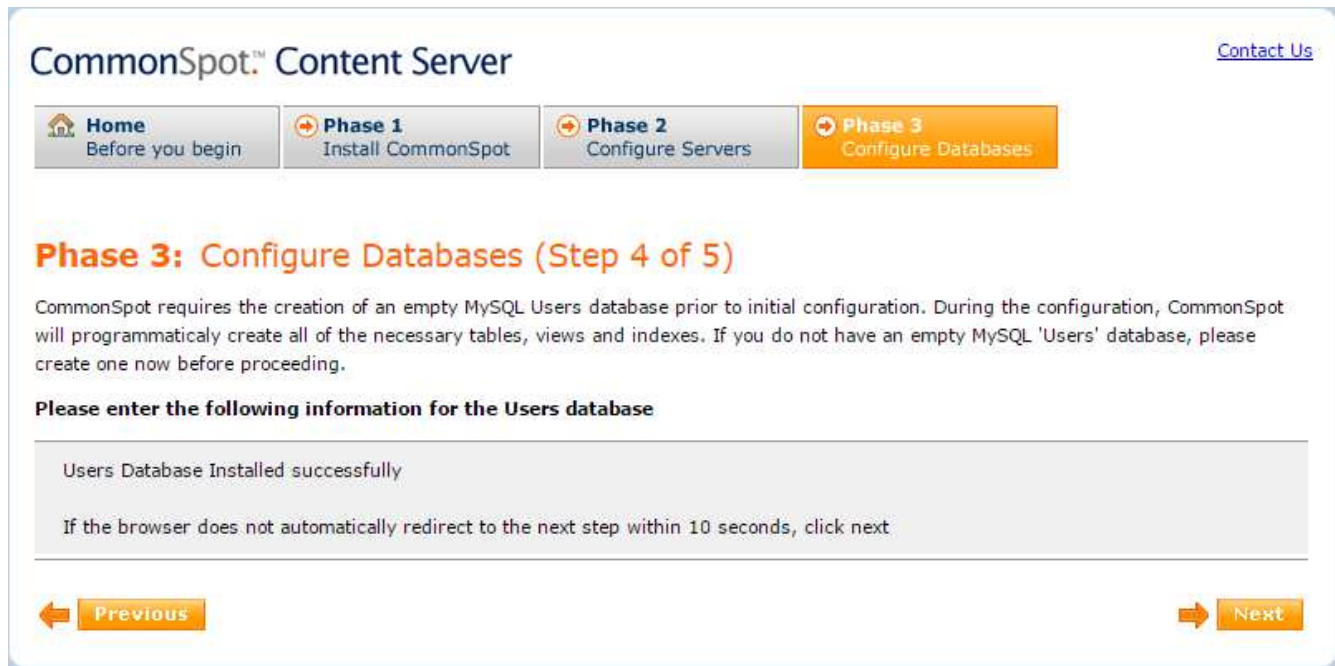 CommonSpot.™ Content Server
Contact Us
Home
Before you begin
Phase 1
Install CommonSpot
Phase 2
Configure Servers
Phase 3
Configure Databases
Phase 3: Configure Databases (Step 4 of 5)
CommonSpot requires the creation of an empty MySQL Users database prior to initial configuration. During the configuration, CommonSpot
will programmaticaly create all of the necessary tables, views and indexes. If you do not have an empty MySQL 'Users' database, please
create one now before proceeding.
Please enter the following information for the Users database
Users Database Installed successfully
If the browser does not automatically redirect to the next step within 10 seconds, click next
Previous
Next